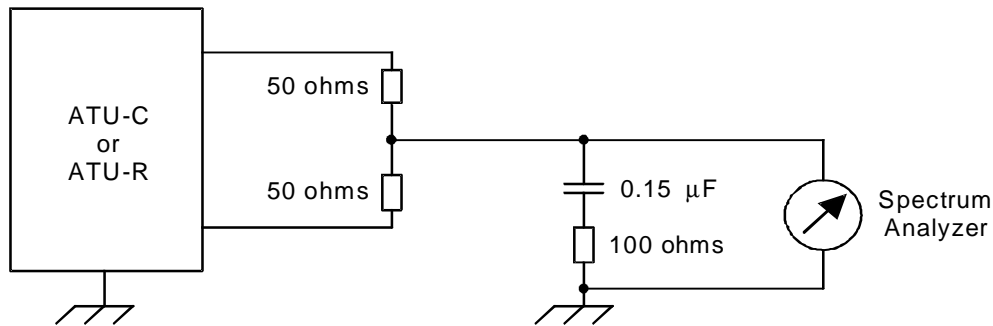 50 ohms
ATU-C
or
ATU-R
50 ohms
0.15 μF
100 ohms
Spectrum
Analyzer